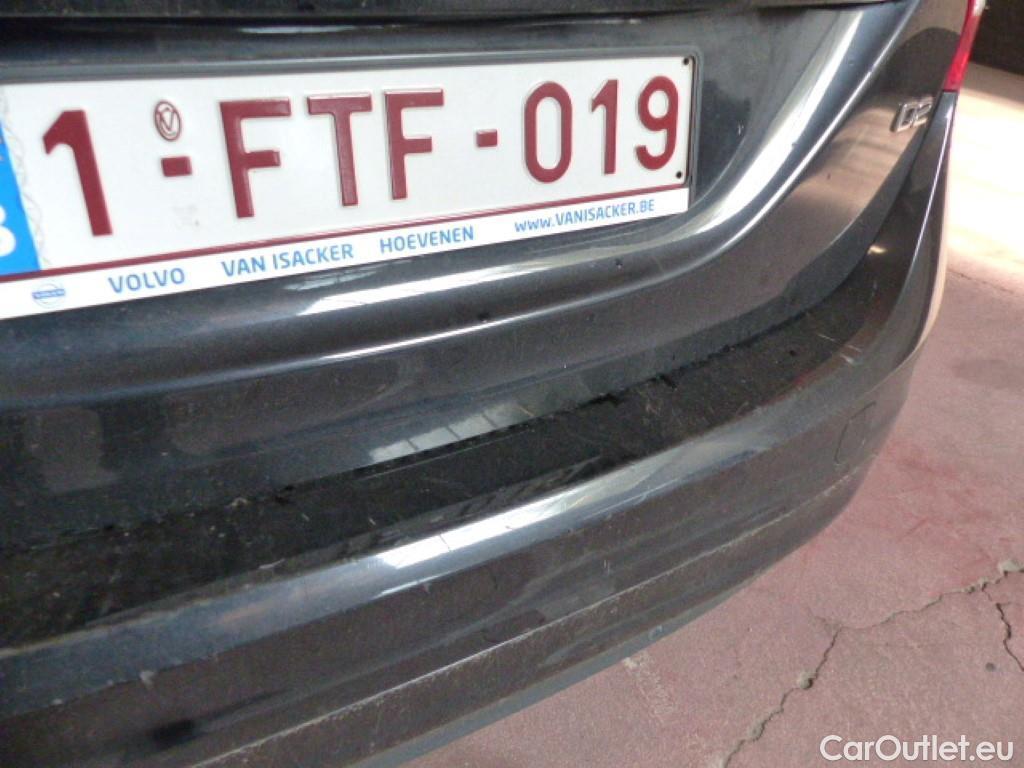 1-FTF-019
B
VOLVO VAN ISACKER HOEVENEN www.VANISACKER.BE
D2
CarOutlet.eu